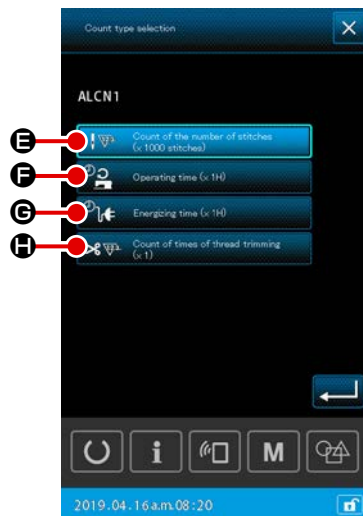 Count type selection
ALCN1
E
Count of the number of stitches
(x 1000 stitches)
F
Operating time (x 1H)
G
Energizing time (x 1H)
H
Count of times of thread trimming
(x 1)
i
M
2019.04.16a.m.08:20